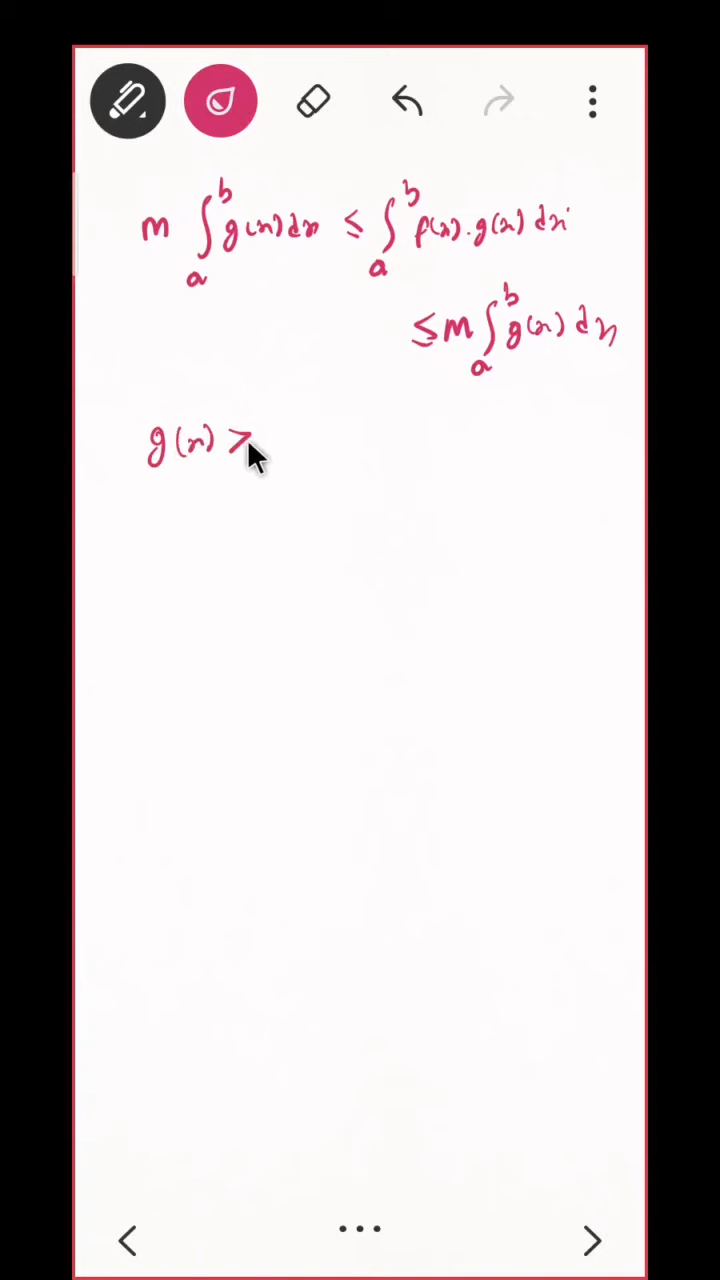 m ∫_a^b g(x)dx ≤ ∫_a^b f(x).g(x) dx
≤ m ∫_a^b g(x) dx
g(x) >